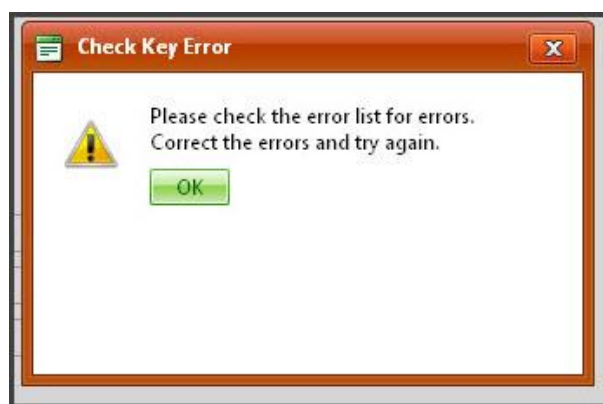 Check Key Error
Please check the error list for errors.
Correct the errors and try again.
OK